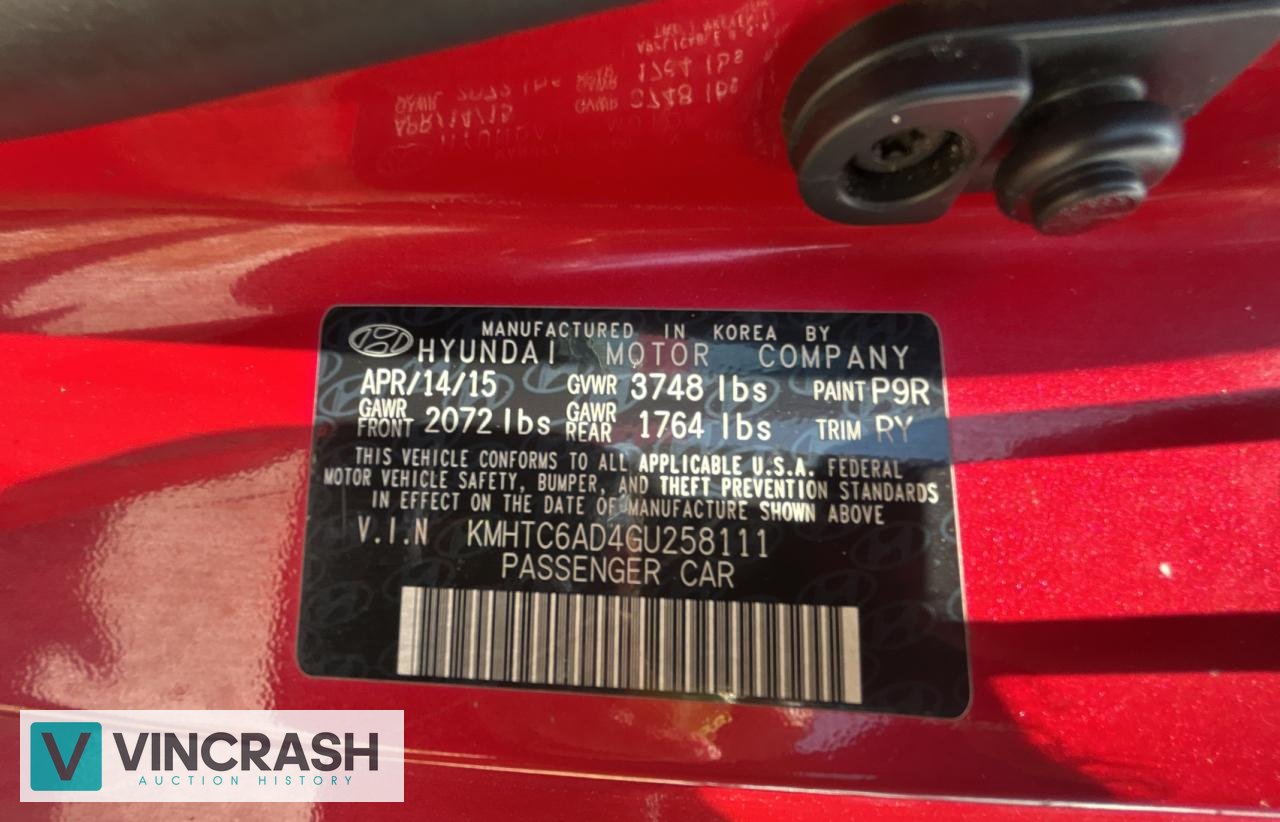 MANUFACTURED IN KOREA BY
HYUNDAI MOTOR COMPANY
APR/14/15 GVWR 3748 lbs PAINT P9R
GAWR FRONT 2072 lbs GAWR REAR 1764 lbs TRIM RY
THIS VEHICLE CONFORMS TO ALL APPLICABLE U.S.A. FEDERAL
MOTOR VEHICLE SAFETY, BUMPER, AND THEFT PREVENTION STANDARDS
IN EFFECT ON THE DATE OF MANUFACTURE SHOWN ABOVE
V.I.N KMHTC6AD4GU258111
PASSENGER CAR
V VINCRASH
AUCTION HISTORY